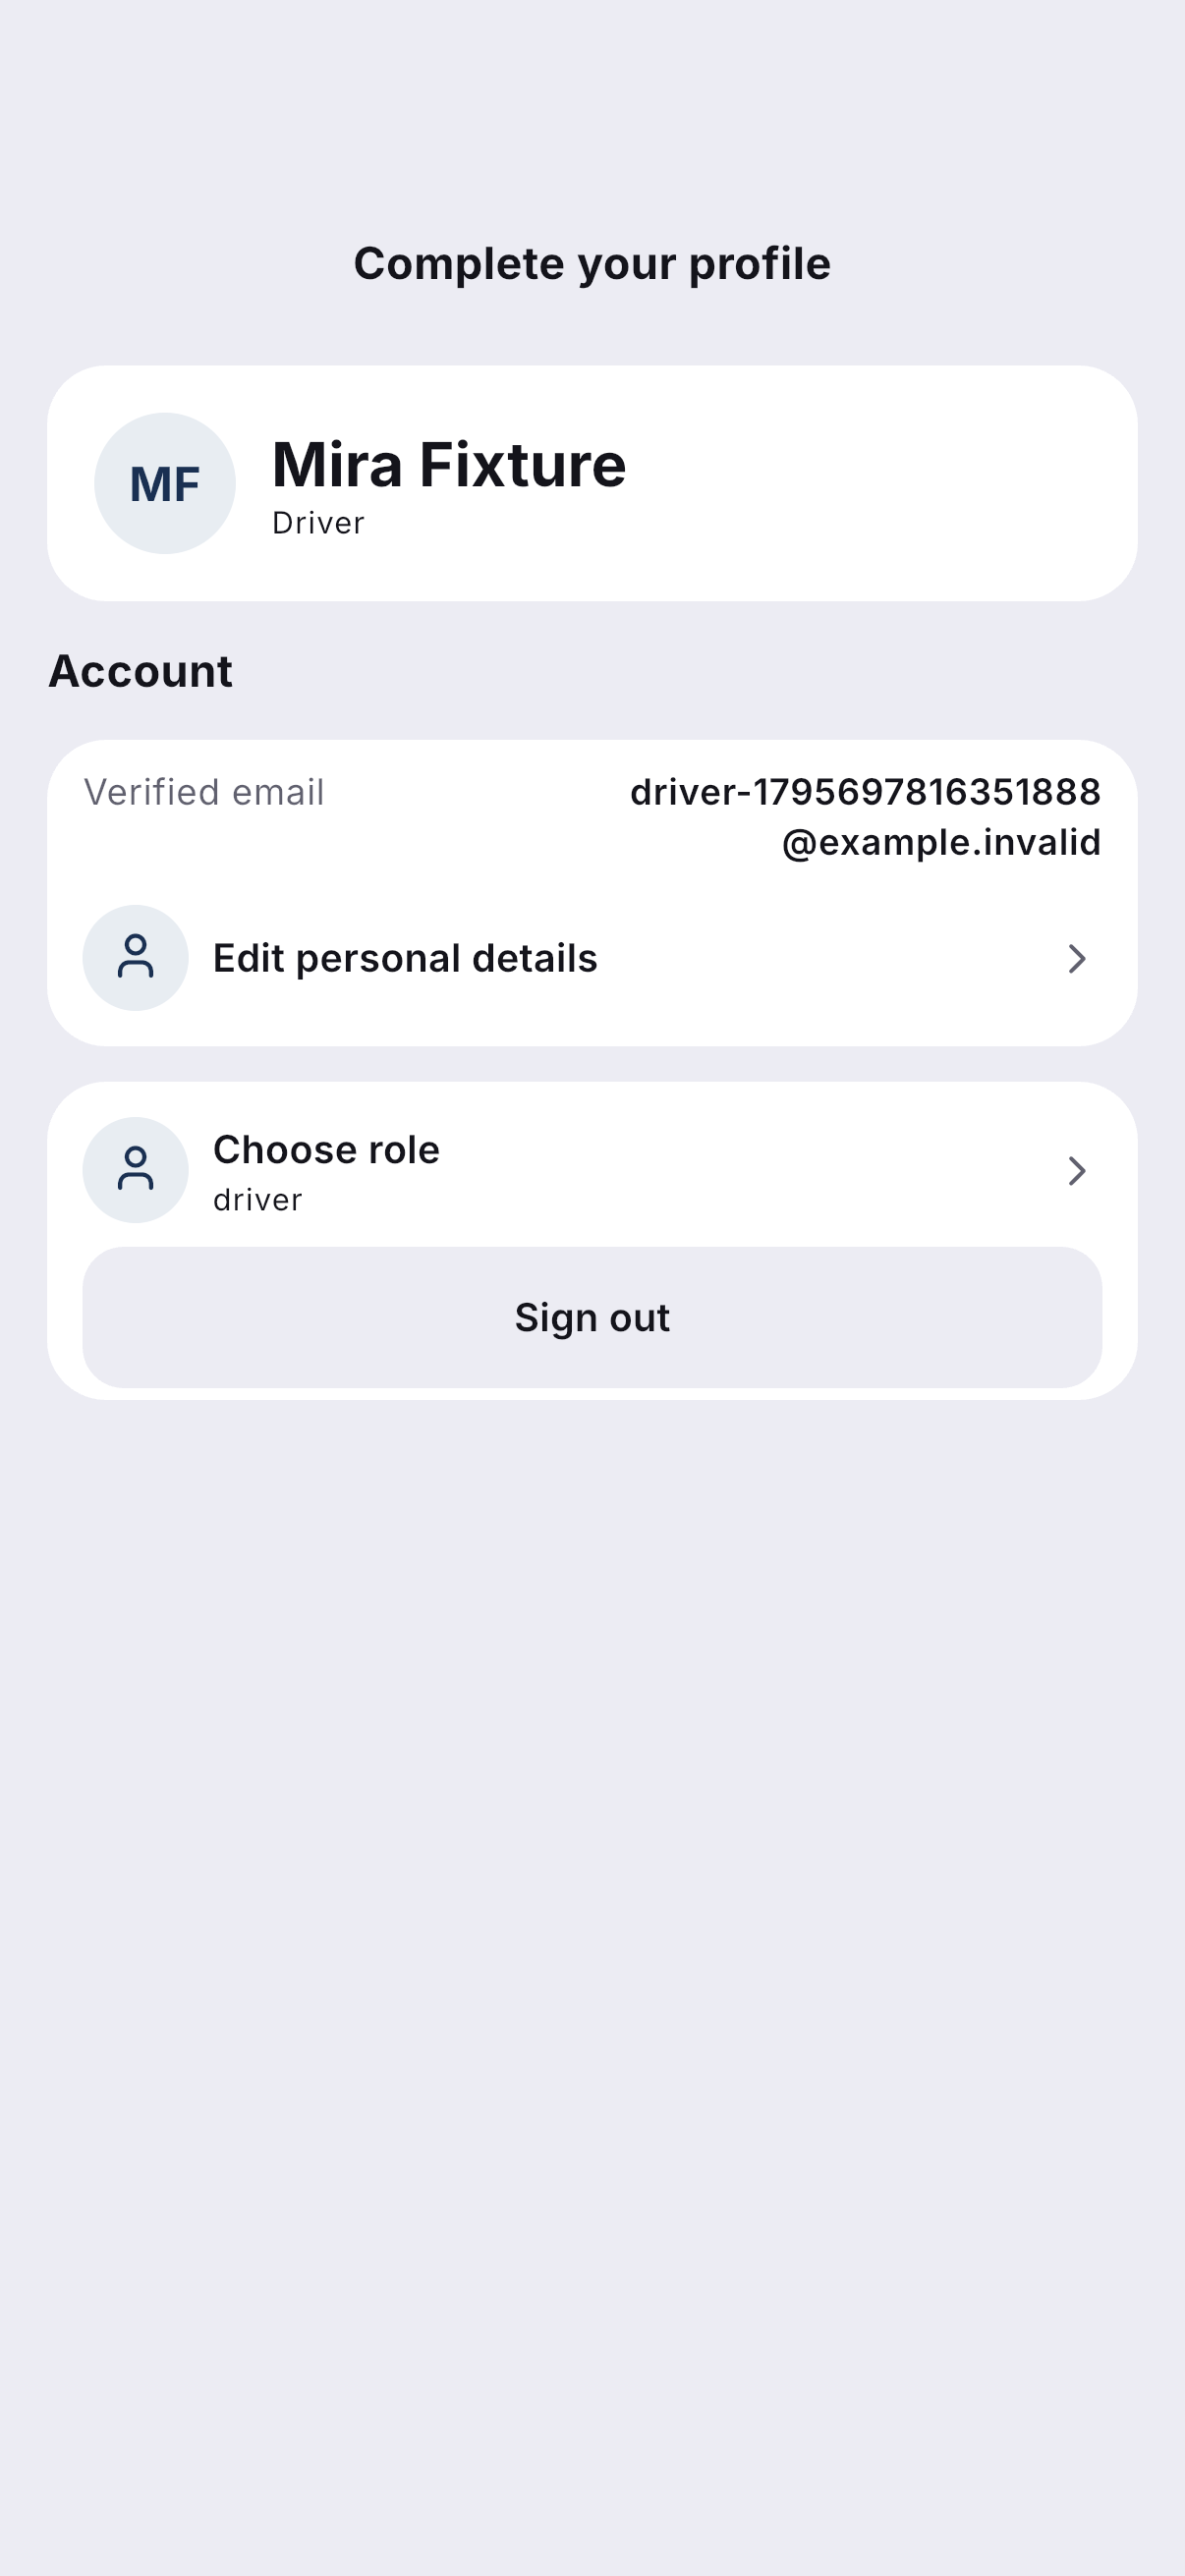 Complete your profile
MF
Mira Fixture
Driver
Account
Verified email
driver-1795697816351888
@example.invalid
Edit personal details
Choose role
driver
Sign out